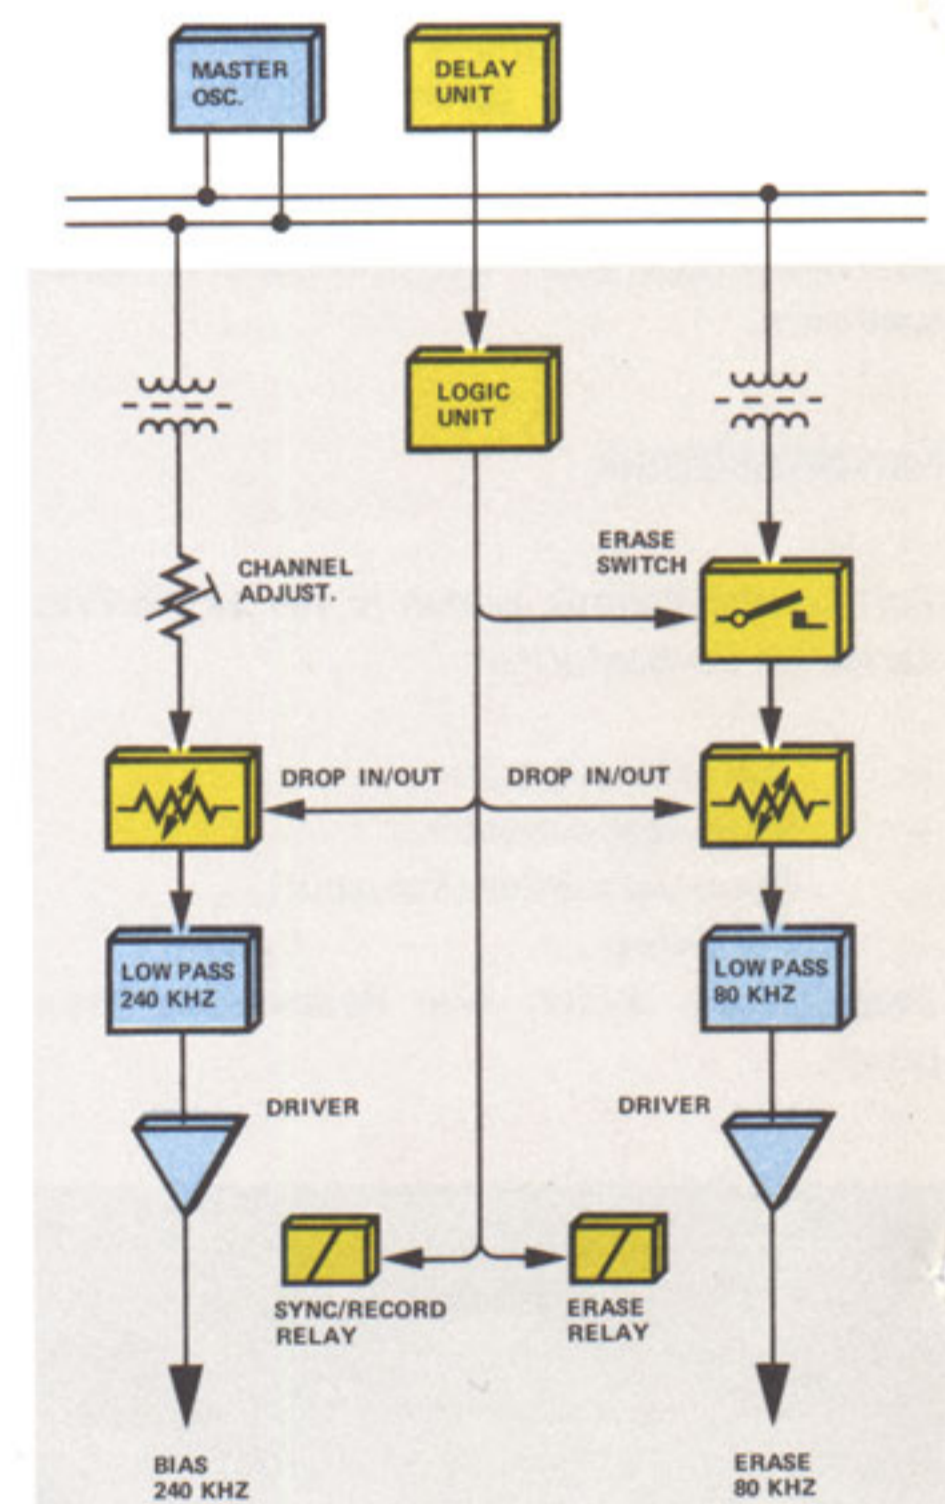 MASTER
OSC.
DELAY
UNIT
LOGIC
UNIT
ERASE
SWITCH
CHANNEL
ADJUST.
DROP IN/OUT
DROP IN/OUT
LOW PASS
240 KHZ
LOW PASS
80 KHZ
DRIVER
DRIVER
SYNC/RECORD
RELAY
ERASE
RELAY
BIAS
240 KHZ
ERASE
80 KHZ